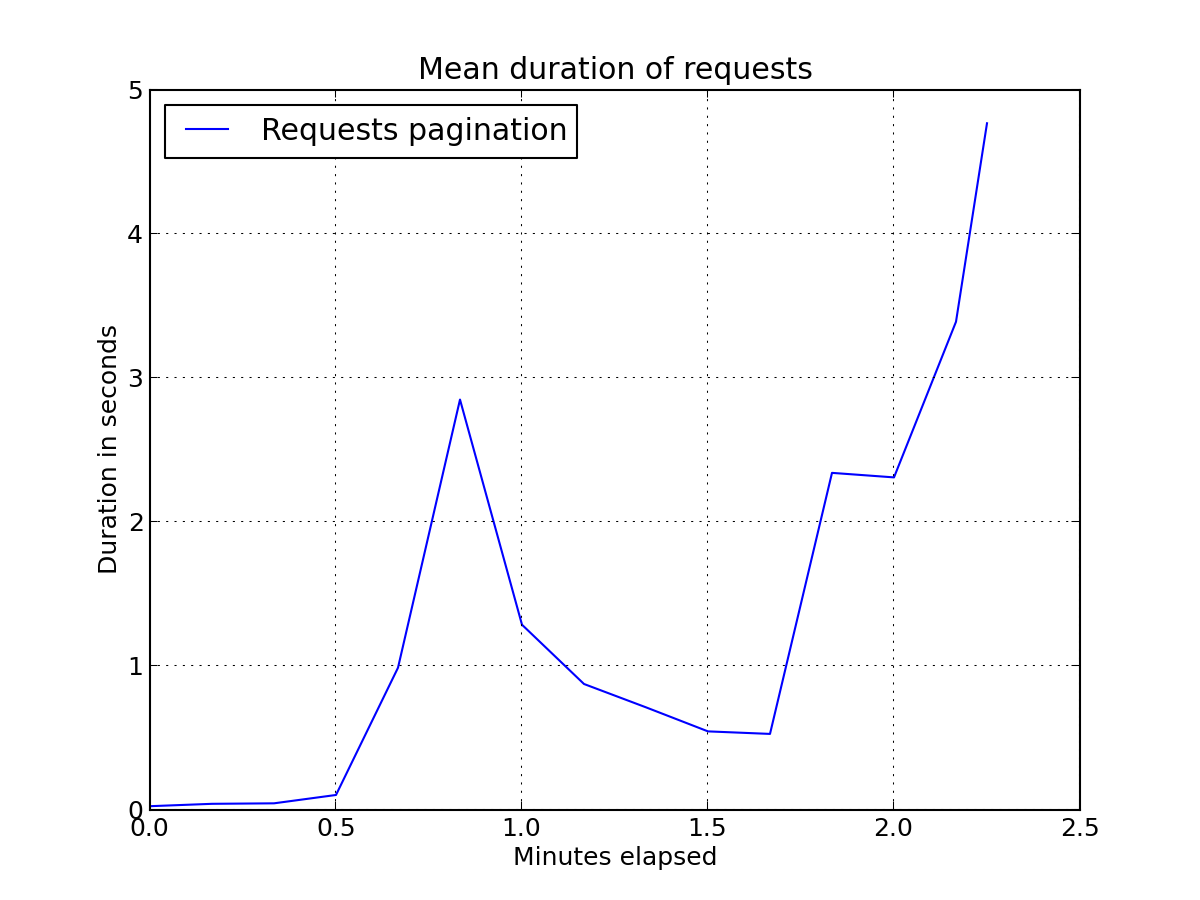 Mean duration of requests
Requests pagination
5
4
3
2
1
0
Duration in seconds
0.0 0.5 1.0 1.5 2.0 2.5
Minutes elapsed